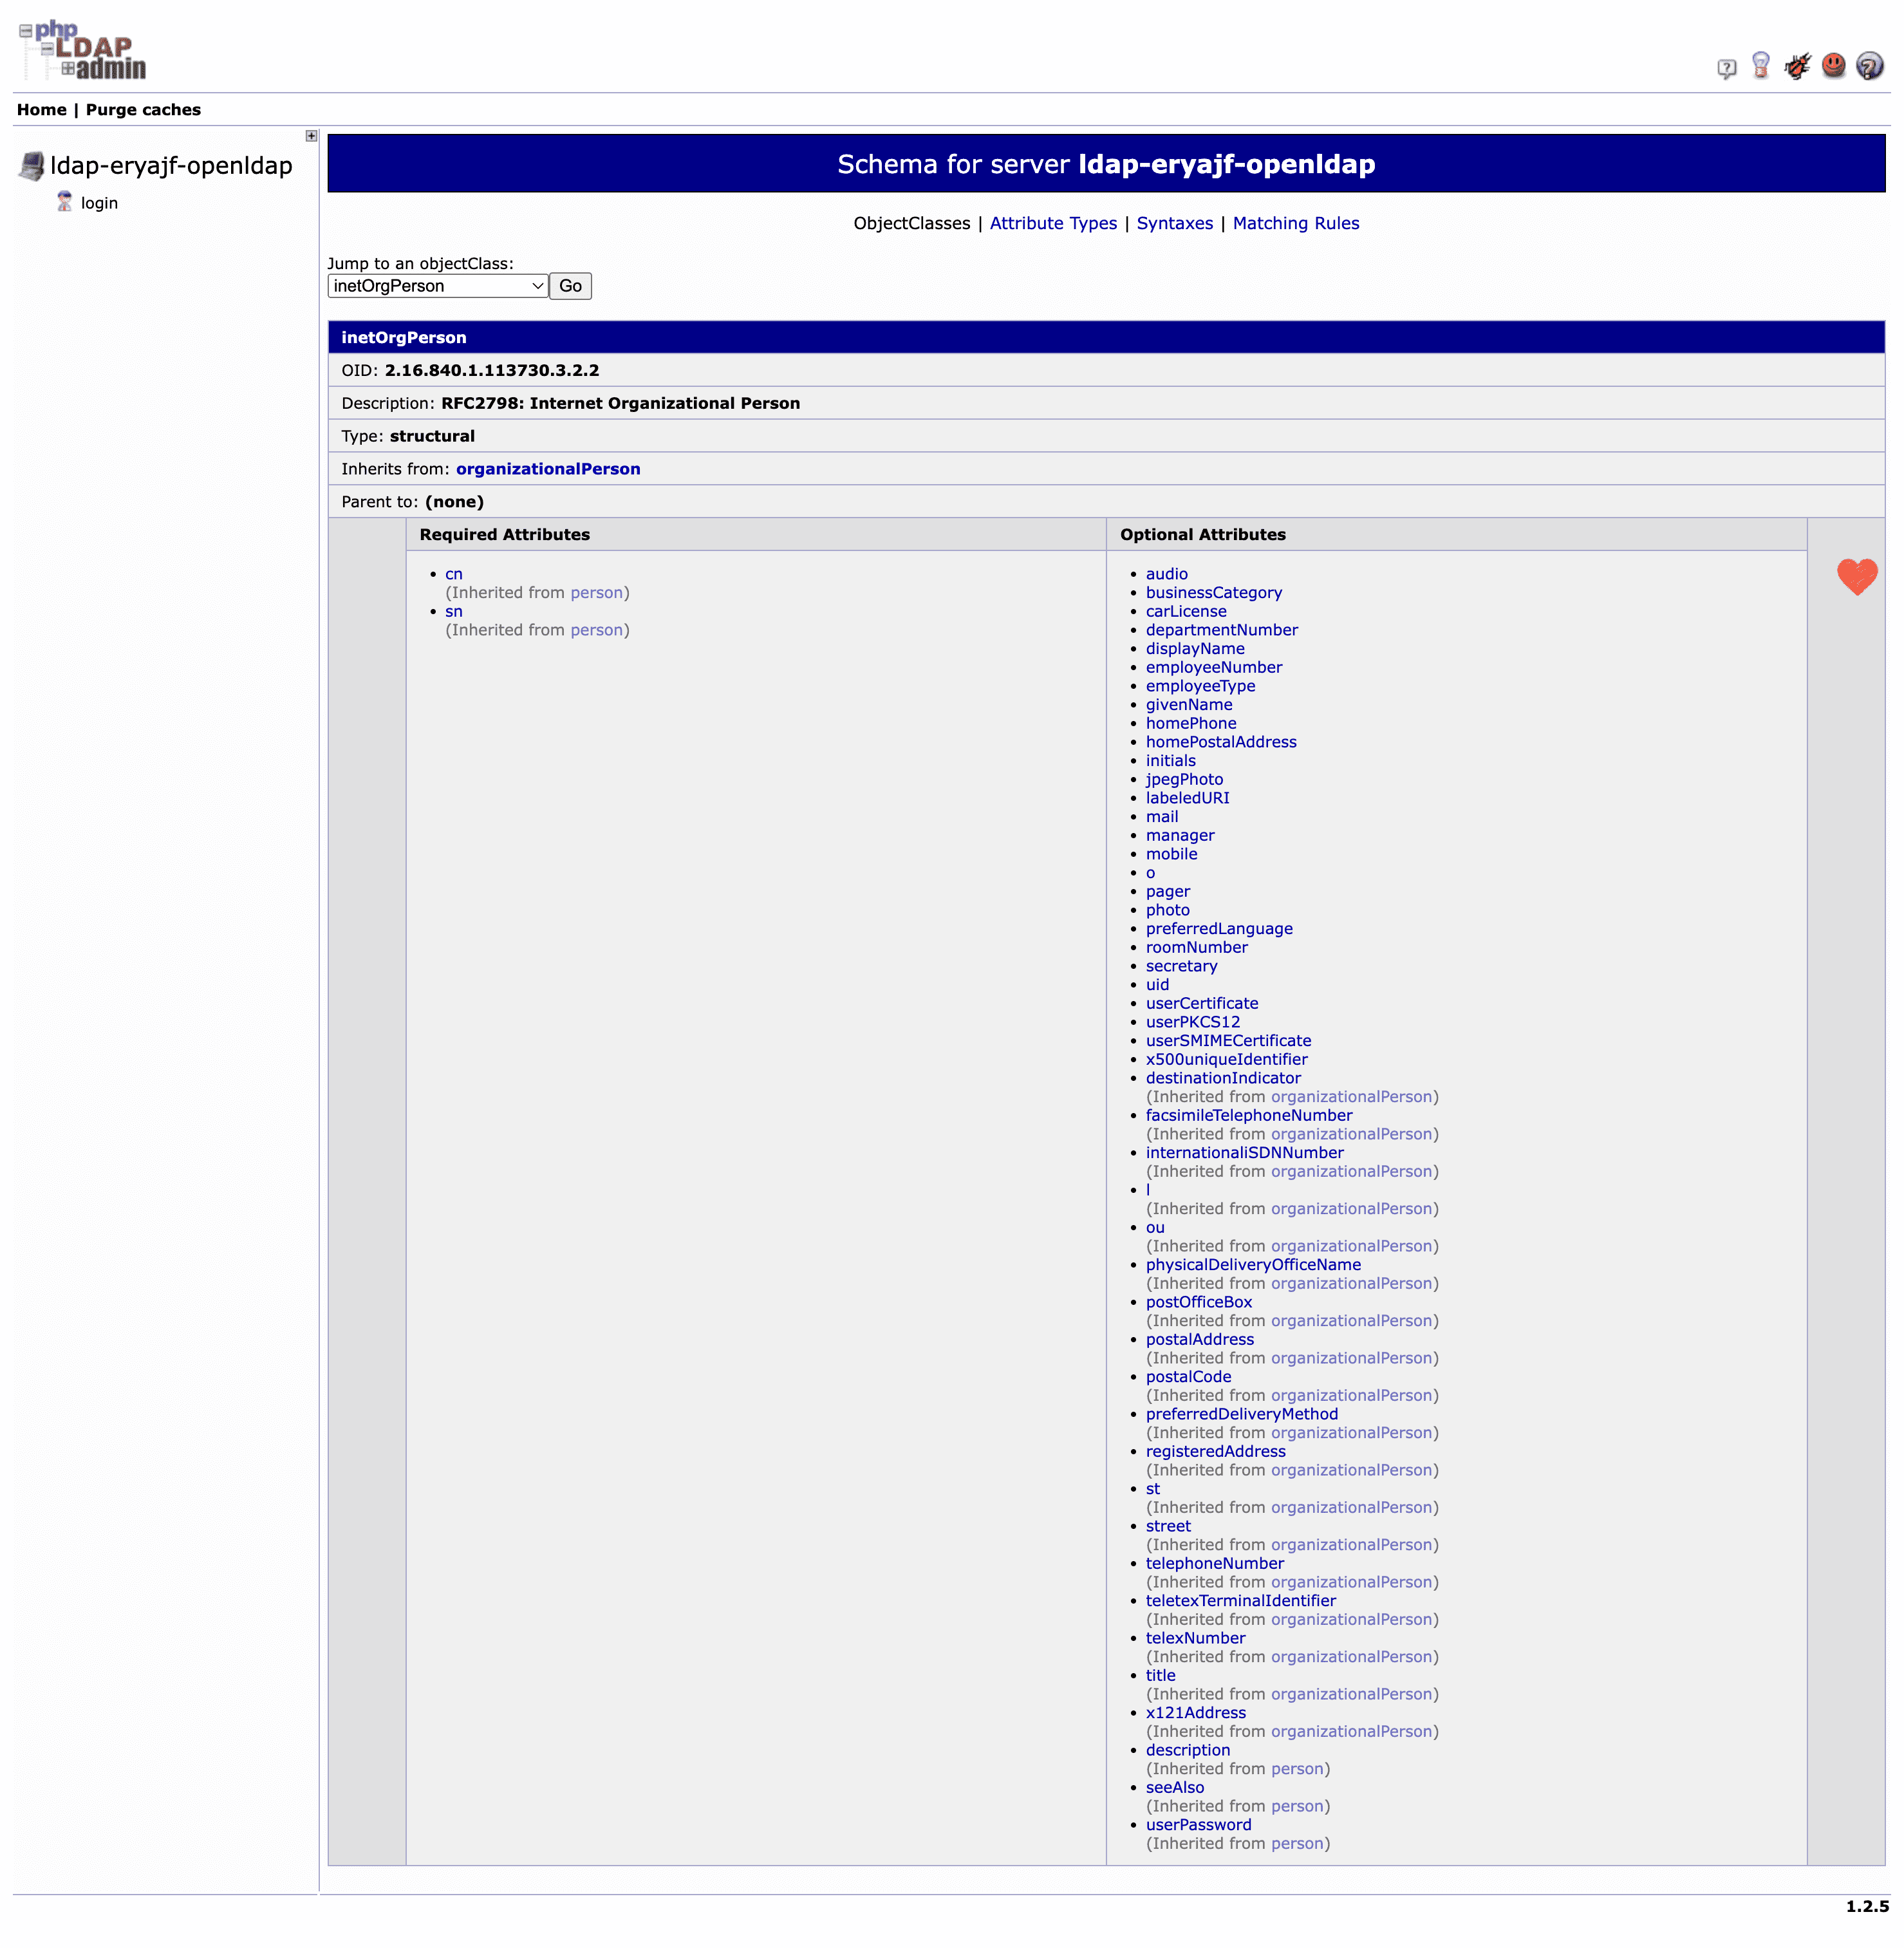 php
LDAP
admin
Home | Purge caches
ldap-eryajf-openldap
login
Schema for server ldap-eryajf-openldap
ObjectClasses | Attribute Types | Syntaxes | Matching Rules
Jump to an objectClass:
inetOrgPerson Go
inetOrgPerson
OID: 2.16.840.1.113730.3.2.2
Description: RFC2798: Internet Organizational Person
Type: structural
Inherits from: organizationalPerson
Parent to: (none)
Required Attributes
cn
(Inherited from person)
sn
(Inherited from person)
Optional Attributes
audio
businessCategory
carLicense
departmentNumber
displayName
employeeNumber
employeeType
givenName
homePhone
homePostalAddress
initials
jpegPhoto
labeledURI
mail
manager
mobile
o
pager
photo
preferredLanguage
roomNumber
secretary
uid
userCertificate
userPKCS12
userSMIMECertificate
x500uniqueIdentifier
destinationIndicator
(Inherited from organizationalPerson)
facsimileTelephoneNumber
(Inherited from organizationalPerson)
internationaliSDNNumber
(Inherited from organizationalPerson)
l
(Inherited from organizationalPerson)
ou
(Inherited from organizationalPerson)
physicalDeliveryOfficeName
(Inherited from organizationalPerson)
postOfficeBox
(Inherited from organizationalPerson)
postalAddress
(Inherited from organizationalPerson)
postalCode
(Inherited from organizationalPerson)
preferredDeliveryMethod
(Inherited from organizationalPerson)
registeredAddress
(Inherited from organizationalPerson)
st
(Inherited from organizationalPerson)
street
(Inherited from organizationalPerson)
telephoneNumber
(Inherited from organizationalPerson)
teletexTerminalIdentifier
(Inherited from organizationalPerson)
telexNumber
(Inherited from organizationalPerson)
title
(Inherited from organizationalPerson)
x121Address
(Inherited from organizationalPerson)
description
(Inherited from person)
seeAlso
(Inherited from person)
userPassword
(Inherited from person)
1.2.5